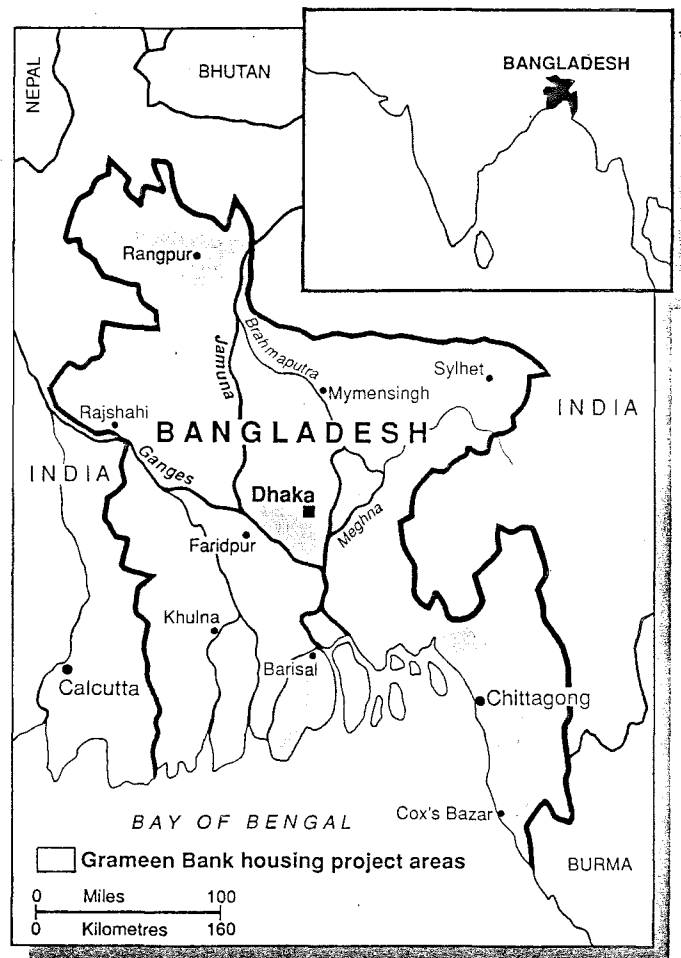 NEPAL
BHUTAN
BANGLADESH
Rangpur
Jamuna
Brahmaputra
Mymensingh
Sylhet
Rajshahi
BANGLADESH
INDIA
INDIA
Ganges
Dhaka
Meghna
Faridpur
Khulna
Barisal
Calcutta
Chittagong
Cox's Bazar
BAY OF BENGAL
Grameen Bank housing project areas
BURMA
0 Miles 100
0 Kilometres 160